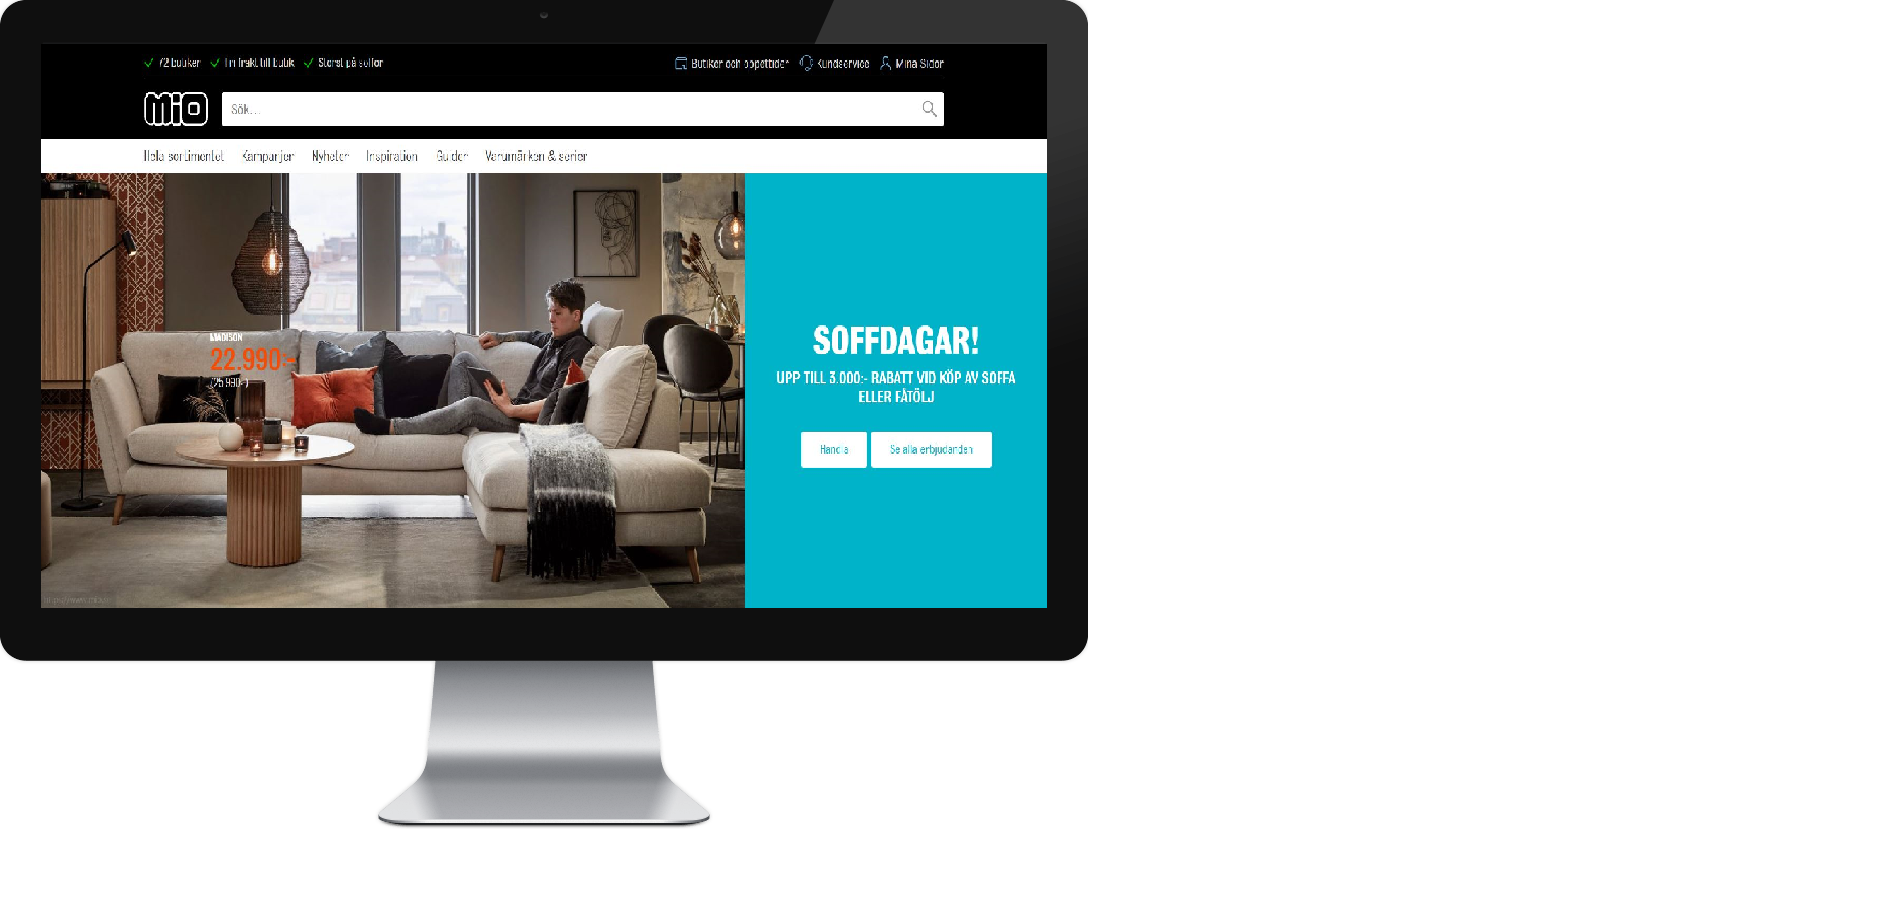 72 butiker Fri frakt till butik Störst på soffor
Butiker och öppettider Kundservice Mina Sidor
MiO
Sök...
Hela sortimentet Kampanjer Nyheter Inspiration Guider Varumärken & serier
MADISON
22.990:-
(25.990:-)
SOFFDAGAR!
UPP TILL 3.000:- RABATT VID KÖP AV SOFFA
ELLER FÅTÖLJ
Handla Se alla erbjudanden